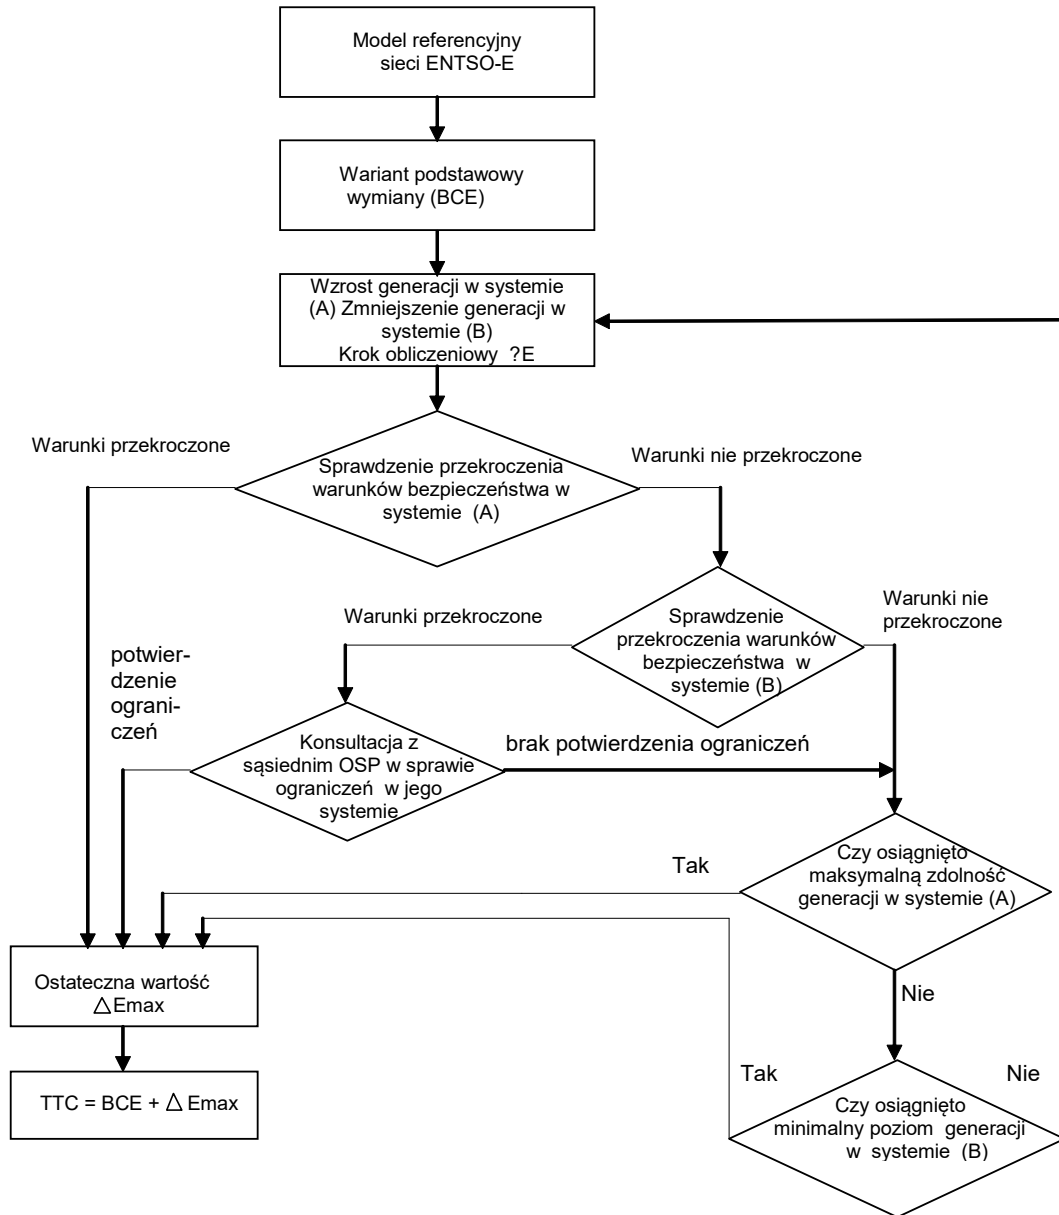 Model referencyjny
sieci ENTSO-E
Wariant podstawowy
wymiany (BCE)
Wzrost generacji w systemie
(A) Zmniejszenie generacji w
systemie (B)
Krok obliczeniowy ?E
Warunki przekroczone
Sprawdzenie przekroczenia
warunków bezpieczeństwa w
systemie (A)
Warunki nie przekroczone
Warunki przekroczone
Sprawdzenie
przekroczenia warunków
bezpieczeństwa w
systemie (B)
Warunki nie
przekroczone
potwier-
dzenie
ograni-
czeń
Konsultacja z
sąsiednim OSP w sprawie
ograniczeń w jego
systemie
brak potwierdzenia ograniczeń
Tak
Czy osiągnięto
maksymalną zdolność
generacji w systemie (A)
Ostateczna wartość
△Emax
Nie
TTC = BCE + △ Emax
Tak
Nie
Czy osiągnięto
minimalny poziom generacji
w systemie (B)